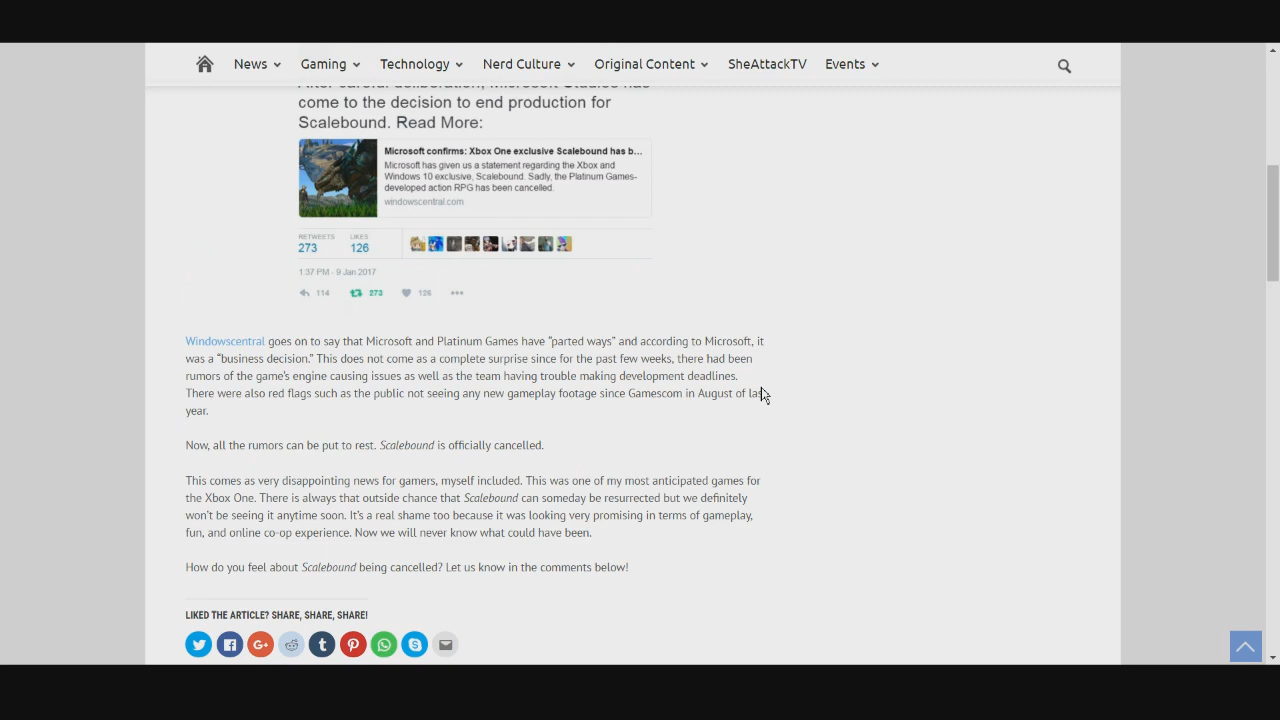 News
Gaming
Technology
Nerd Culture
Original Content
SheAttackTV
Events
After careful deliberation, Microsoft Studios has
come to the decision to end production for
Scalebound. Read More:
Microsoft confirms: Xbox One exclusive Scalebound has b...
Microsoft has given us a statement regarding the Xbox and
Windows 10 exclusive, Scalebound. Sadly, the Platinum Games-
developed action RPG has been cancelled.
windowscentral.com
RETWEETS LIKES
273 126
1:37 PM - 9 Jan 2017
114 273 126
Windowscentral goes on to say that Microsoft and Platinum Games have "parted ways" and according to Microsoft, it
was a “business decision.” This does not come as a complete surprise since for the past few weeks, there had been
rumors of the game's engine causing issues as well as the team having trouble making development deadlines.
There were also red flags such as the public not seeing any new gameplay footage since Gamescom in August of last
year.
Now, all the rumors can be put to rest. Scalebound is officially cancelled.
This comes as very disappointing news for gamers, myself included. This was one of my most anticipated games for
the Xbox One. There is always that outside chance that Scalebound can someday be resurrected but we definitely
won't be seeing it anytime soon. It's a real shame too because it was looking very promising in terms of gameplay,
fun, and online co-op experience. Now we will never know what could have been.
How do you feel about Scalebound being cancelled? Let us know in the comments below!
LIKED THE ARTICLE? SHARE, SHARE, SHARE!